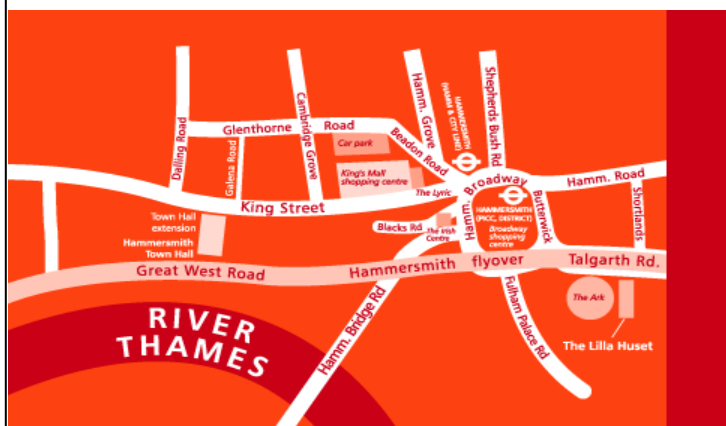 Dalling Road
Glenthorne Road
Galena Road
Cambridge Grove
Car park
Hamm. Grove
Beadon Road
HAMMERSMITH
(HAMM & CITY LINE)
Shepherds Bush Rd
King's Mall
shopping centre
The Lyric
King Street
Hamm. Broadway
Hamm. Road
HAMMERSMITH
(PICC, DISTRICT)
Broadway
shopping
centre
Butterwick
Shortlands
Town Hall
extension
Hammersmith
Town Hall
Blacks Rd
The Irish
Centre
Great West Road
Hammersmith flyover
Talgarth Rd.
Hamm. Bridge Rd
Fulham Palace Rd
The Ark
The Lilla Huset
RIVER
THAMES